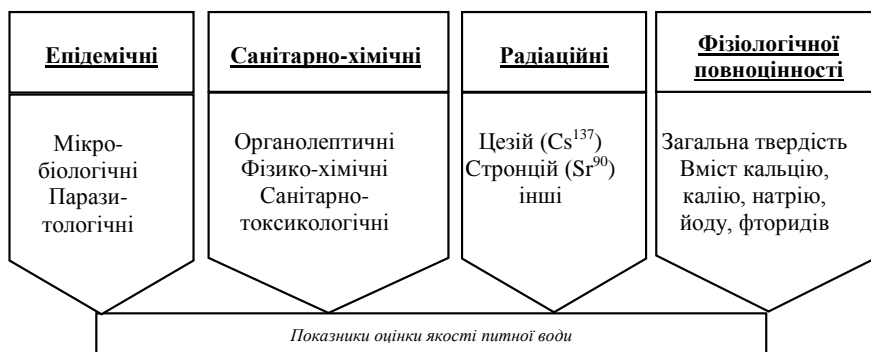 Епідемічні
Мікро-
біологічні
Парази-
тологічні
Санітарно-хімічні
Органолептичні
Фізико-хімічні
Санітарно-
токсикологічні
Радіаційні
Цезій (Cs¹³⁷)
Стронцій (Sr⁹⁰)
інші
Фізіологічної
повноцінності
Загальна твердість
Вміст кальцію,
калію, натрію,
йоду, фторидів
Показники оцінки якості питної води